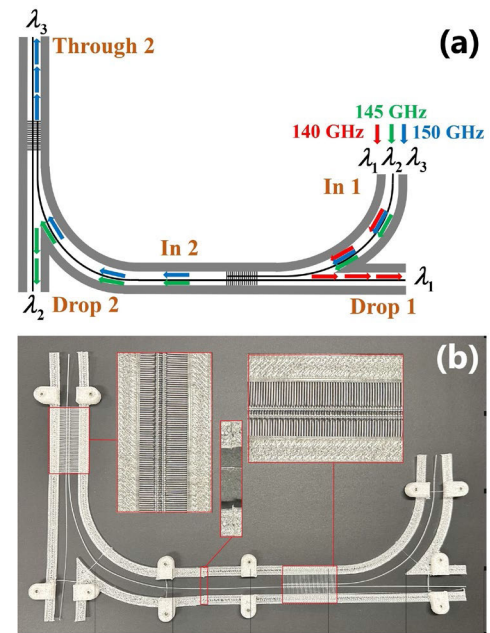 λ3
Through 2
(a)
145 GHz
140 GHz
150 GHz
λ1
λ2
λ3
In 1
In 2
λ1
Drop 2
Drop 1
λ2
(b)